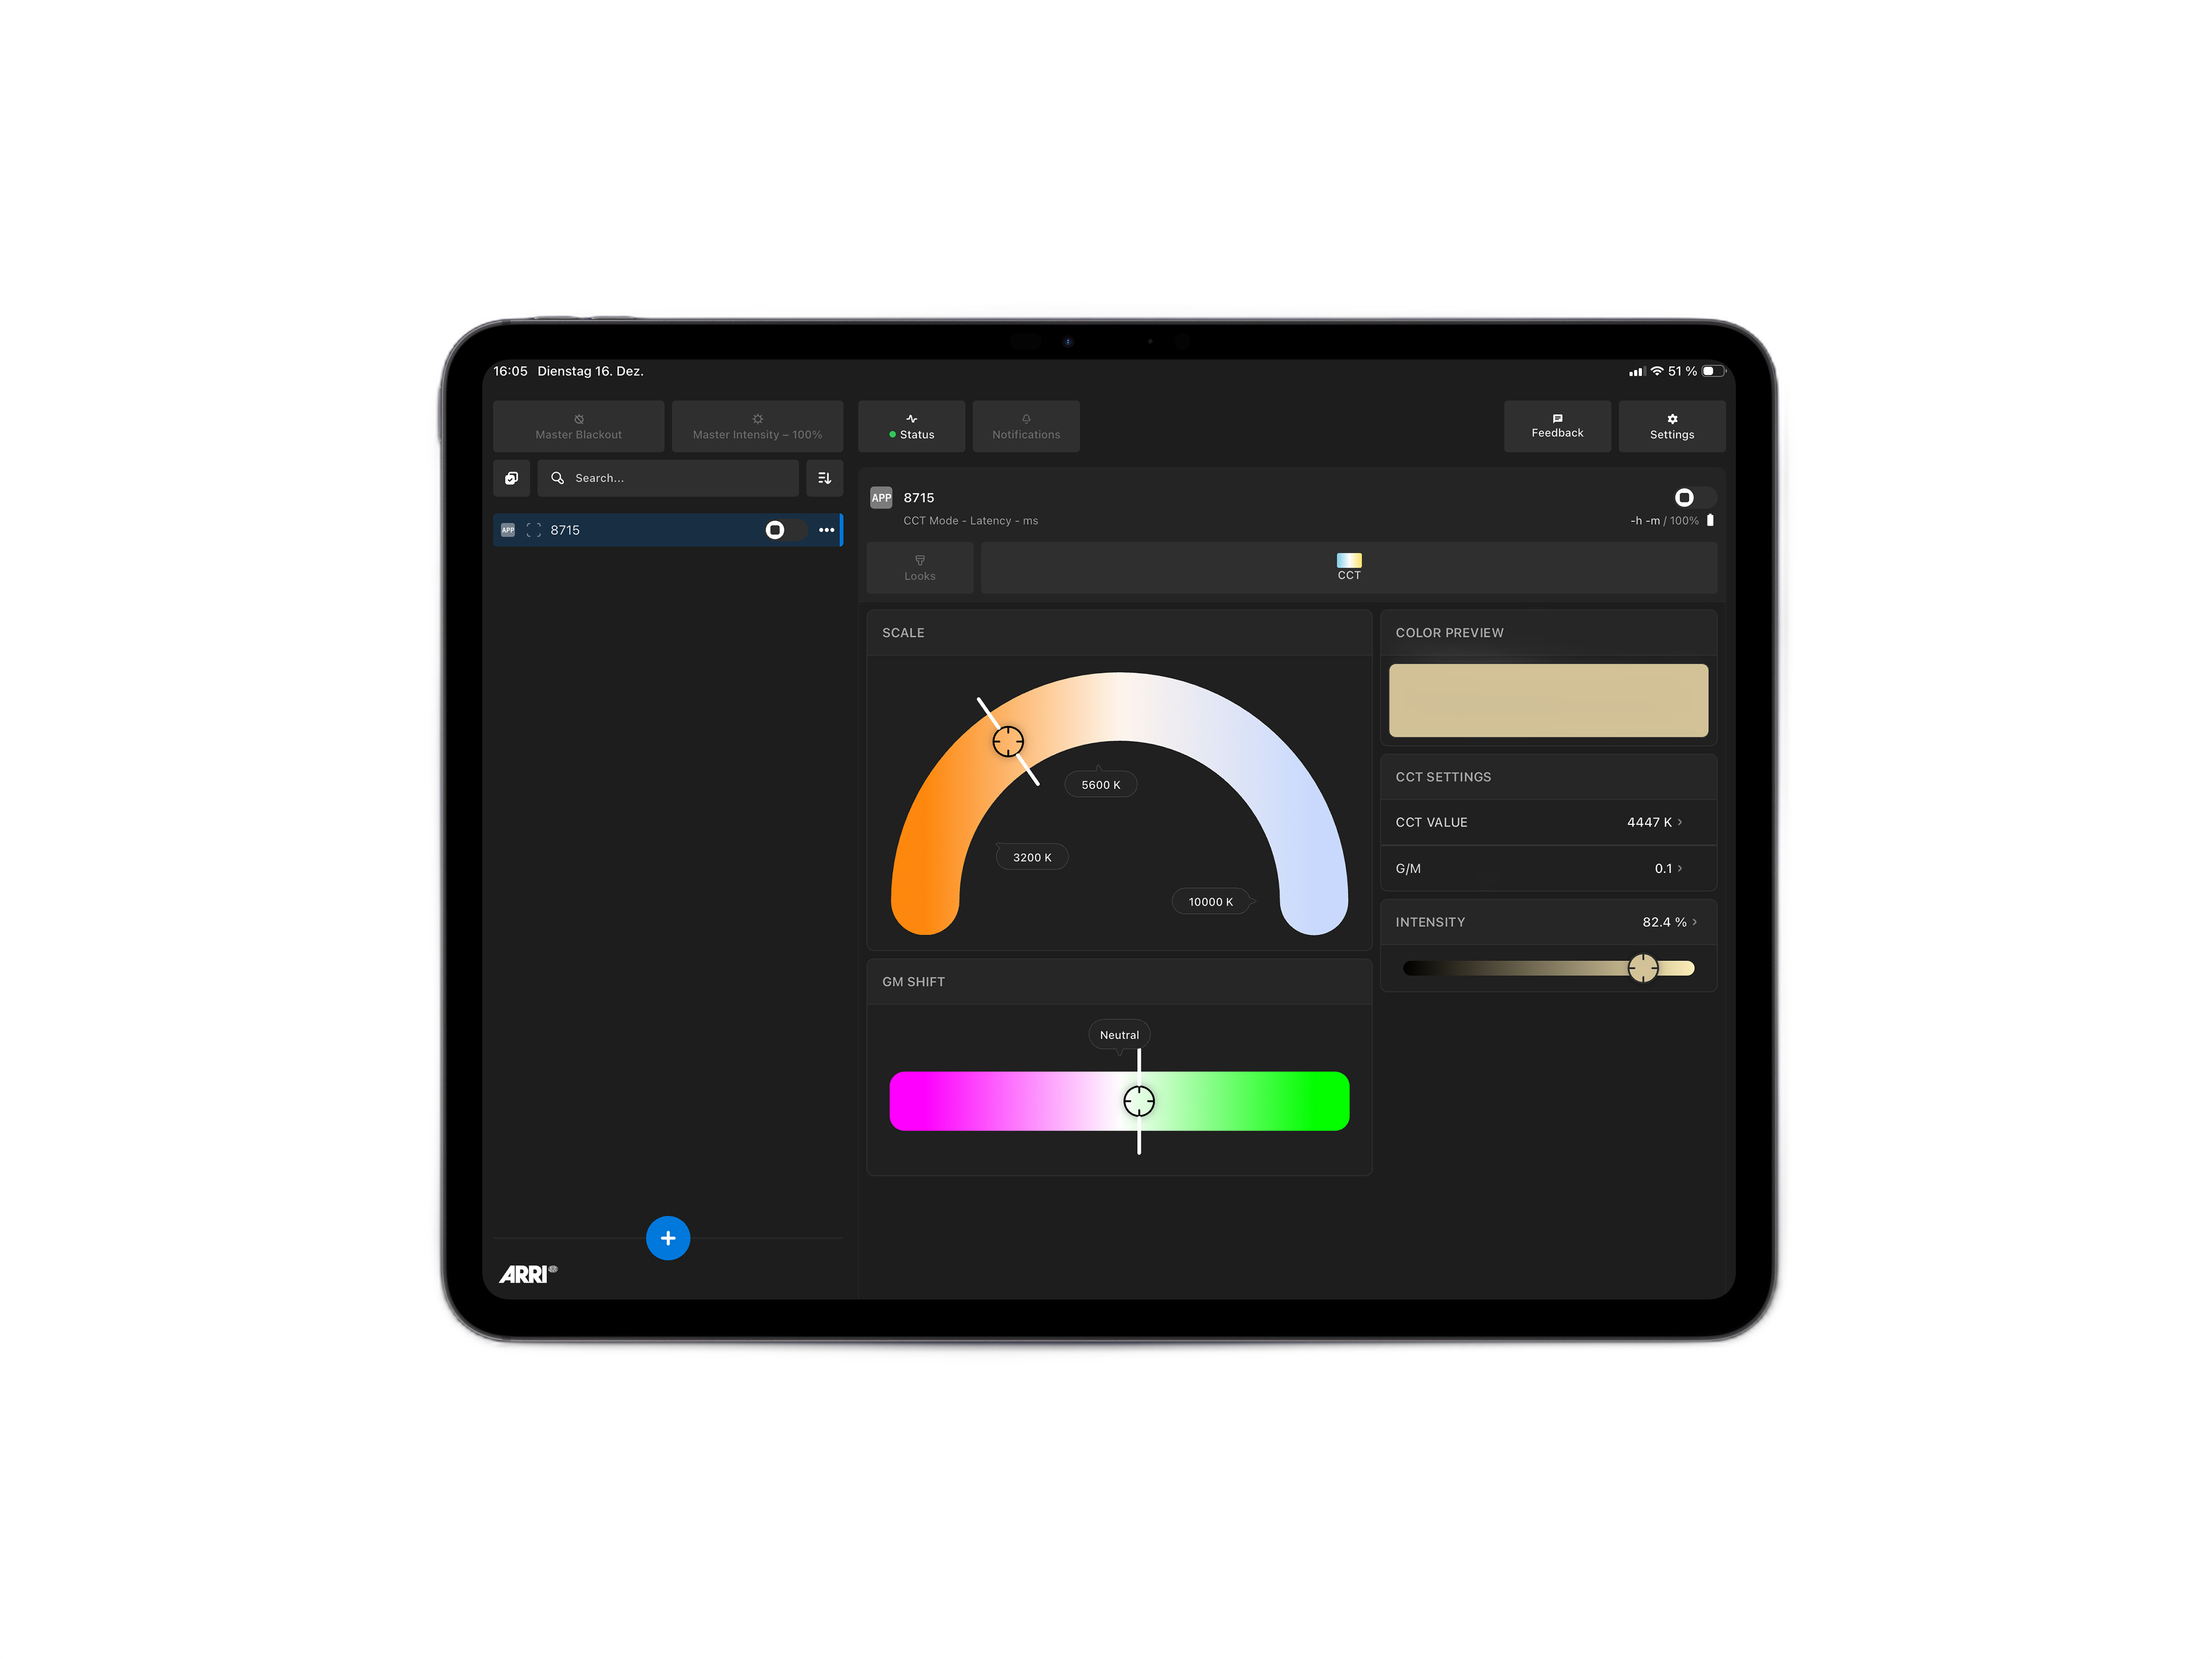 16:05 Dienstag 16. Dez.
51 %
Master Blackout
Master Intensity – 100%
Status
Notifications
Feedback
Settings
Search...
APP 8715
APP 8715
CCT Mode - Latency - ms
-h -m / 100%
Looks
CCT
SCALE
5600 K
3200 K
10000 K
GM SHIFT
Neutral
COLOR PREVIEW
CCT SETTINGS
CCT VALUE 4447 K
G/M 0.1
INTENSITY 82.4 %
ARRI